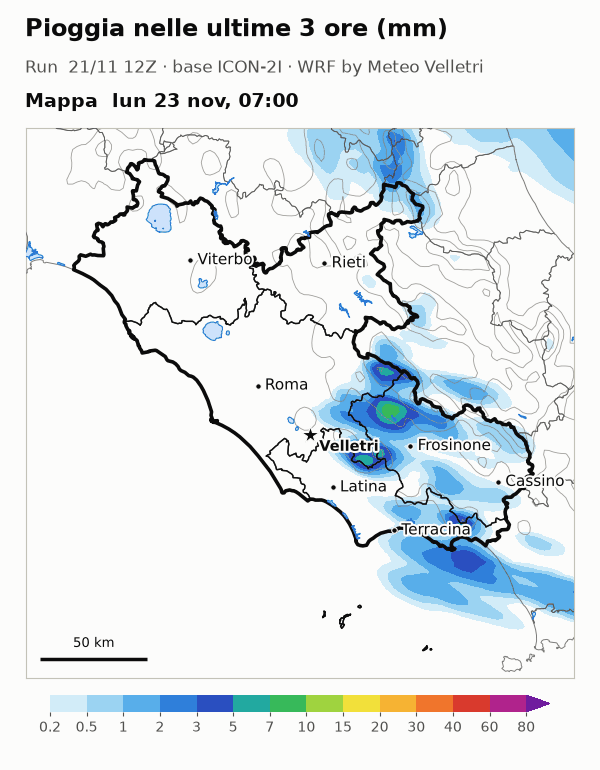 Pioggia nelle ultime 3 ore (mm)
Run  21/11 12Z · base ICON-2I · WRF by Meteo Velletri
Mappa  lun 23 nov, 07:00
Viterbo
Rieti
Roma
Velletri
Frosinone
Latina
Cassino
Terracina
50 km
0.2 0.5 1 2 3 5 7 10 15 20 30 40 60 80